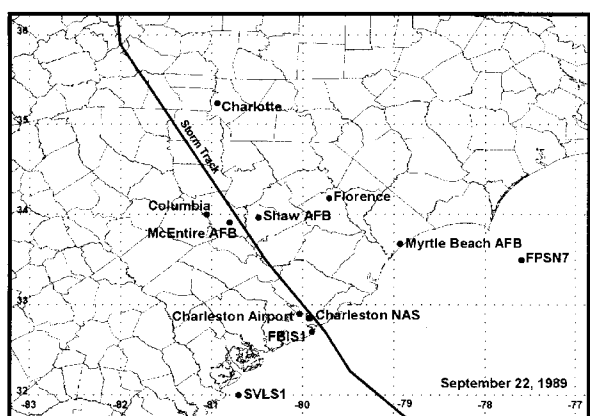 36
Charlotte
35
Storm Track
Columbia
Shaw AFB
Florence
34
McEntire AFB
Myrtle Beach AFB
FPSN7
33
Charleston Airport
Charleston NAS
FBIS1
32
SVLS1
September 22, 1989
-83 -82 -81 -80 -79 -78 -77